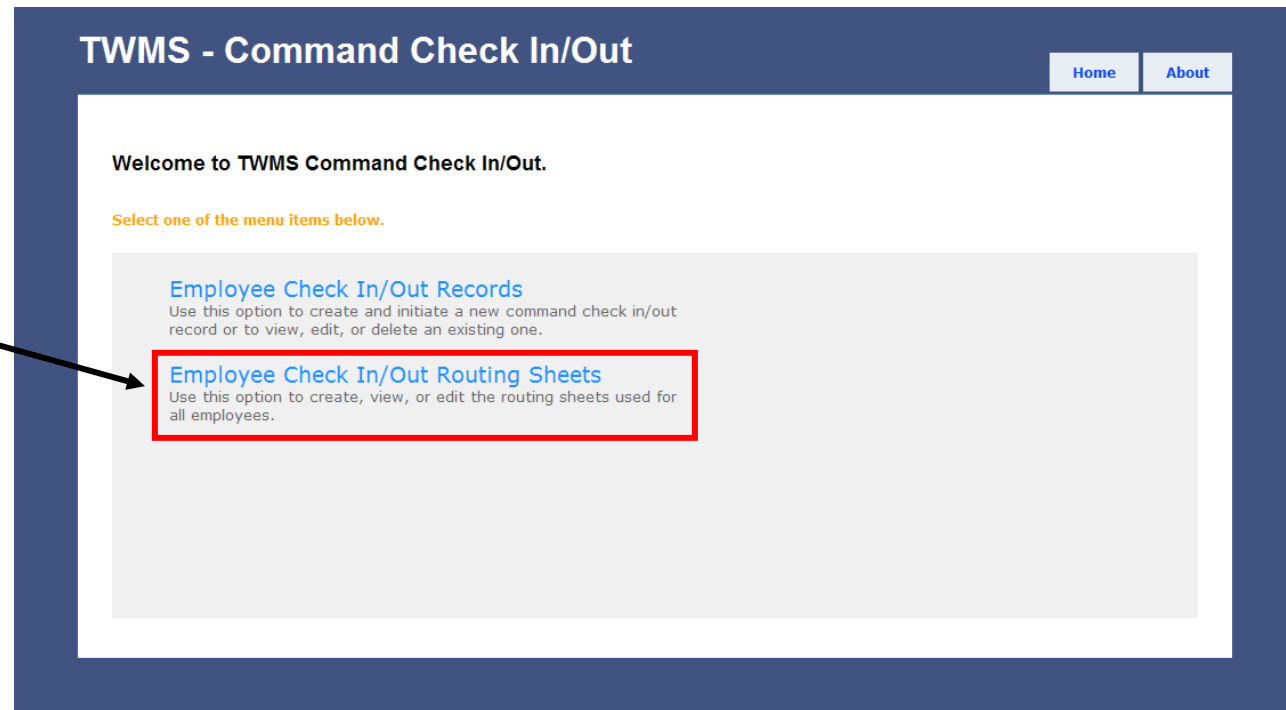 TWMS - Command Check In/Out
Home About
Welcome to TWMS Command Check In/Out.
Select one of the menu items below.
Employee Check In/Out Records
Use this option to create and initiate a new command check in/out
record or to view, edit, or delete an existing one.
Employee Check In/Out Routing Sheets
Use this option to create, view, or edit the routing sheets used for
all employees.